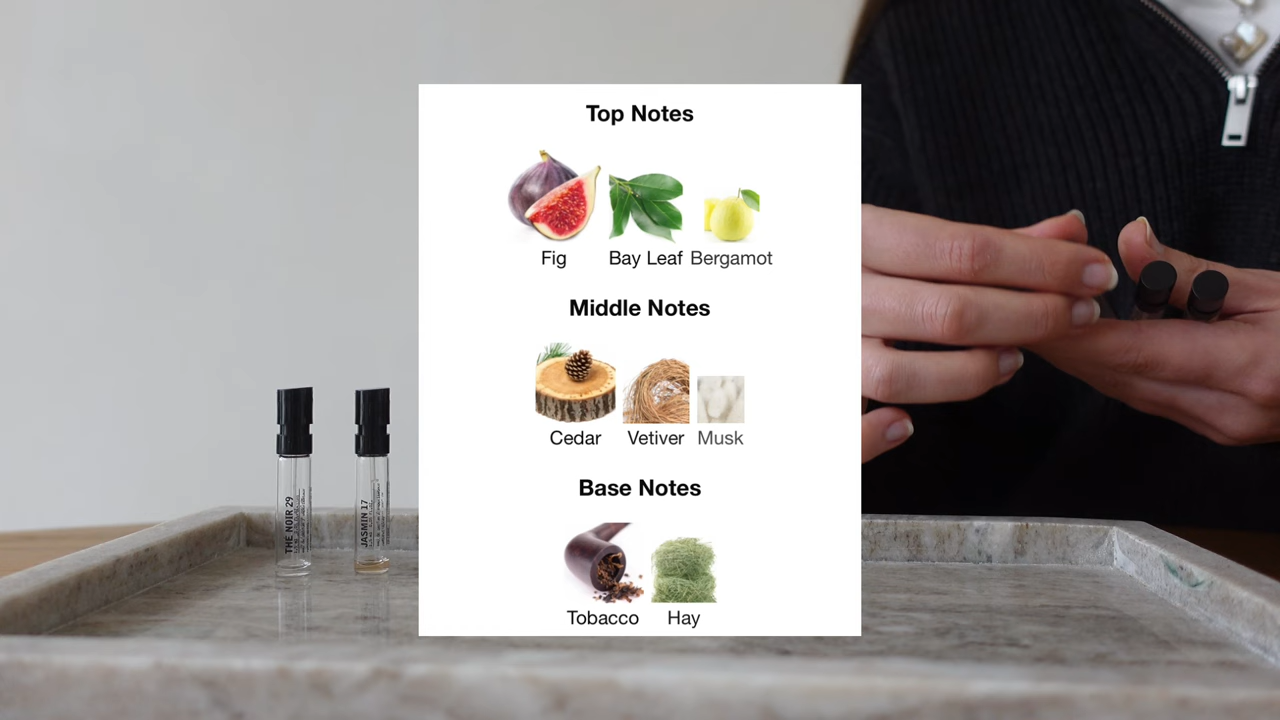 Top Notes
Fig
Bay Leaf
Bergamot
Middle Notes
Cedar
Vetiver
Musk
Base Notes
Tobacco
Hay
THE NOIR 29
JASMIN 17